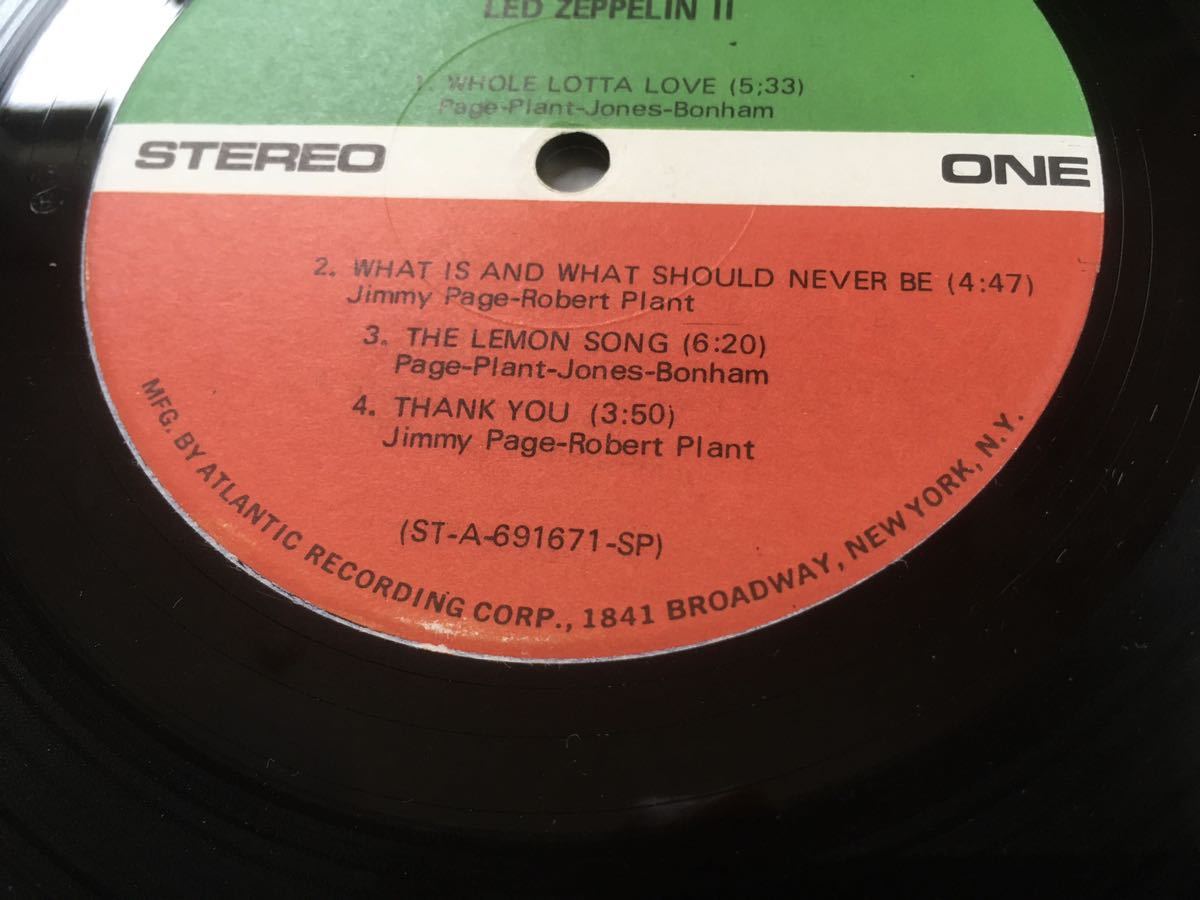 LED ZEPPELIN II
1. WHOLE LOTTA LOVE (5;33)
Page-Plant-Jones-Bonham
STEREO
ONE
2. WHAT IS AND WHAT SHOULD NEVER BE (4:47)
Jimmy Page-Robert Plant
3. THE LEMON SONG (6:20)
Page-Plant-Jones-Bonham
4. THANK YOU (3:50)
Jimmy Page-Robert Plant
(ST-A-691671-SP)
MFG. BY ATLANTIC RECORDING CORP., 1841 BROADWAY, NEW YORK, N.Y.